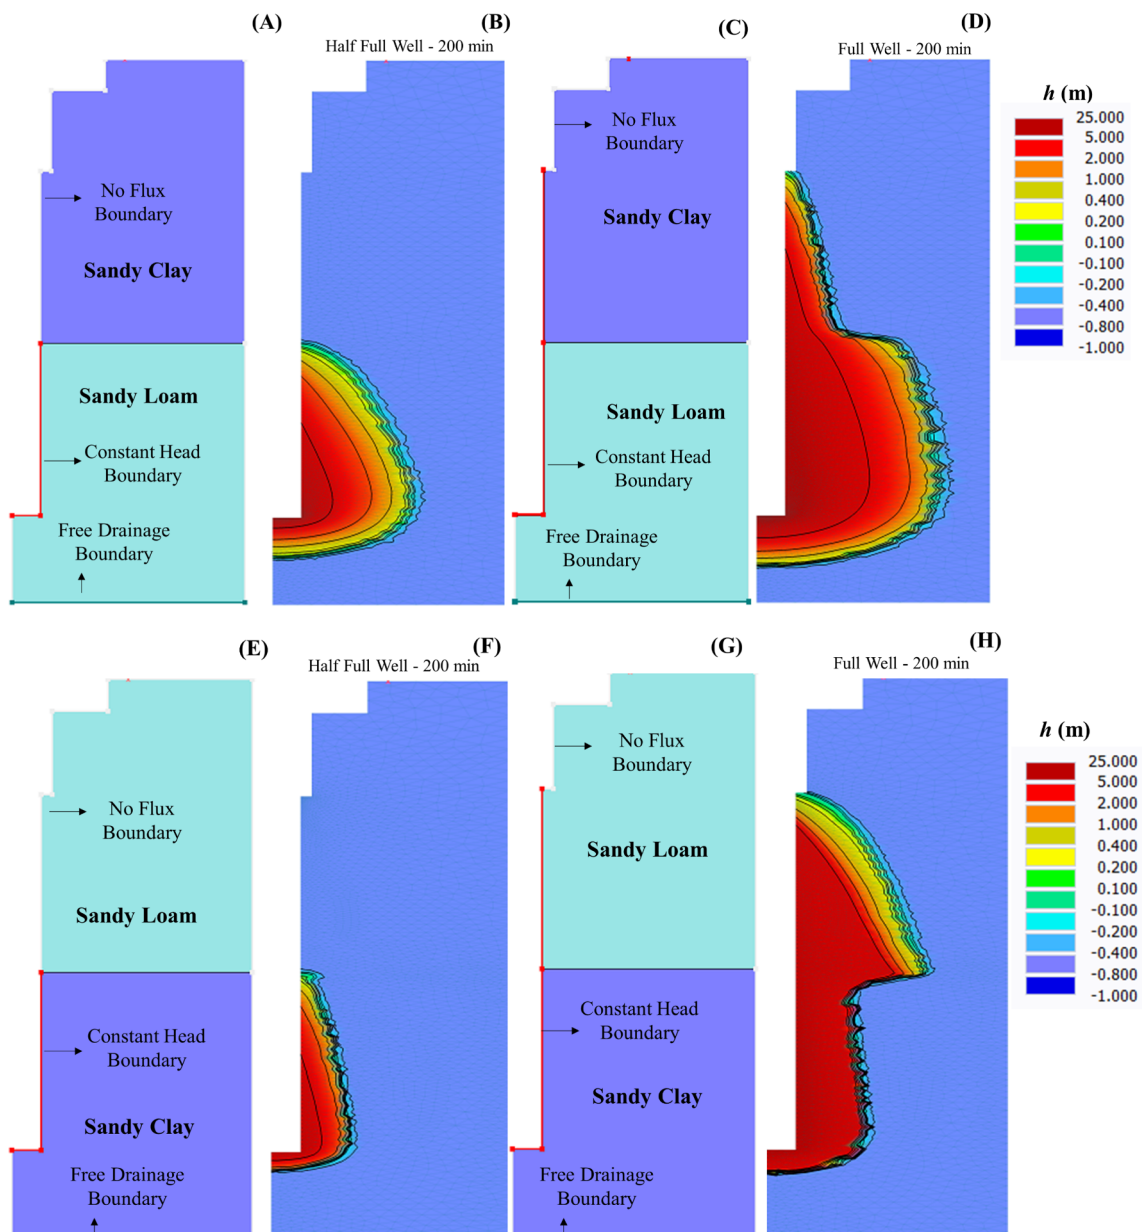 (A)
(B)
Half Full Well - 200 min
(C)
(D)
Full Well - 200 min
No Flux
Boundary
Sandy Clay
Sandy Loam
Constant Head
Boundary
Free Drainage
Boundary
No Flux
Boundary
Sandy Clay
Sandy Loam
Constant Head
Boundary
Free Drainage
Boundary
h (m)
25.000
5.000
2.000
1.000
0.400
0.200
0.100
-0.100
-0.200
-0.400
-0.800
-1.000
(E)
(F)
Half Full Well - 200 min
(G)
(H)
Full Well - 200 min
No Flux
Boundary
Sandy Loam
Constant Head
Boundary
Sandy Clay
Free Drainage
Boundary
No Flux
Boundary
Sandy Loam
Constant Head
Boundary
Sandy Clay
Free Drainage
Boundary
h (m)
25.000
5.000
2.000
1.000
0.400
0.200
0.100
-0.100
-0.200
-0.400
-0.800
-1.000